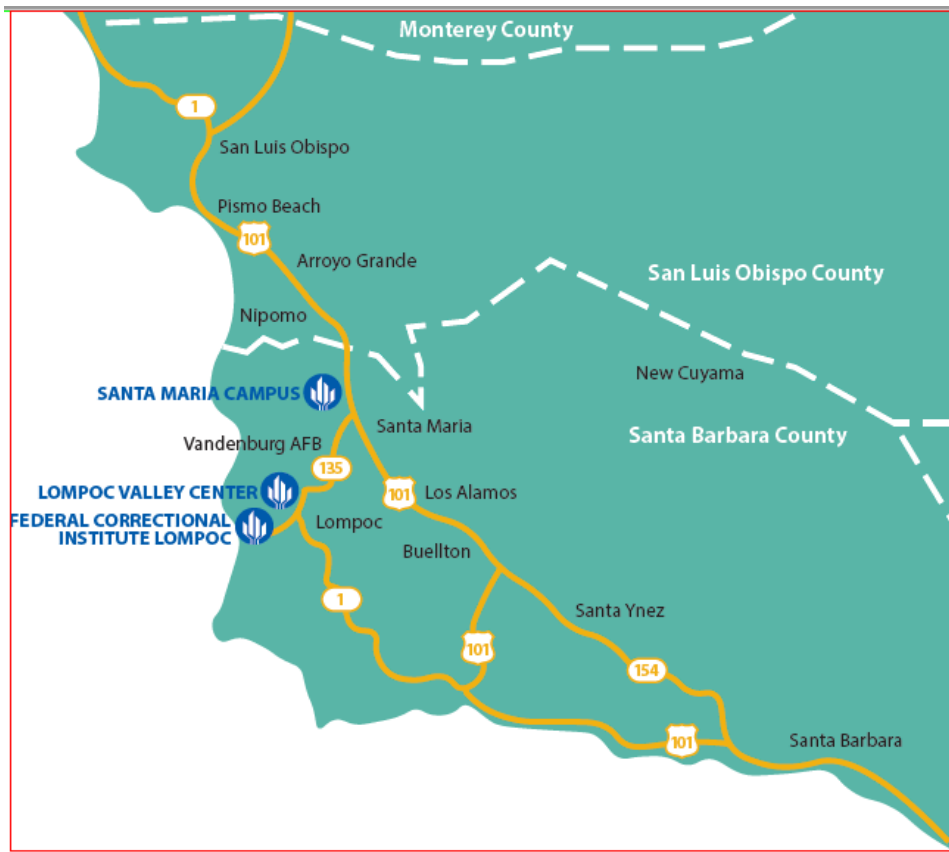 Monterey County
1
San Luis Obispo
Pismo Beach
101
Arroyo Grande
San Luis Obispo County
Nipomo
New Cuyama
SANTA MARIA CAMPUS
Santa Maria
Santa Barbara County
Vandenburg AFB
135
LOMPOC VALLEY CENTER
101
Los Alamos
FEDERAL CORRECTIONAL
INSTITUTE LOMPOC
Lompoc
Buellton
1
Santa Ynez
101
154
101
Santa Barbara